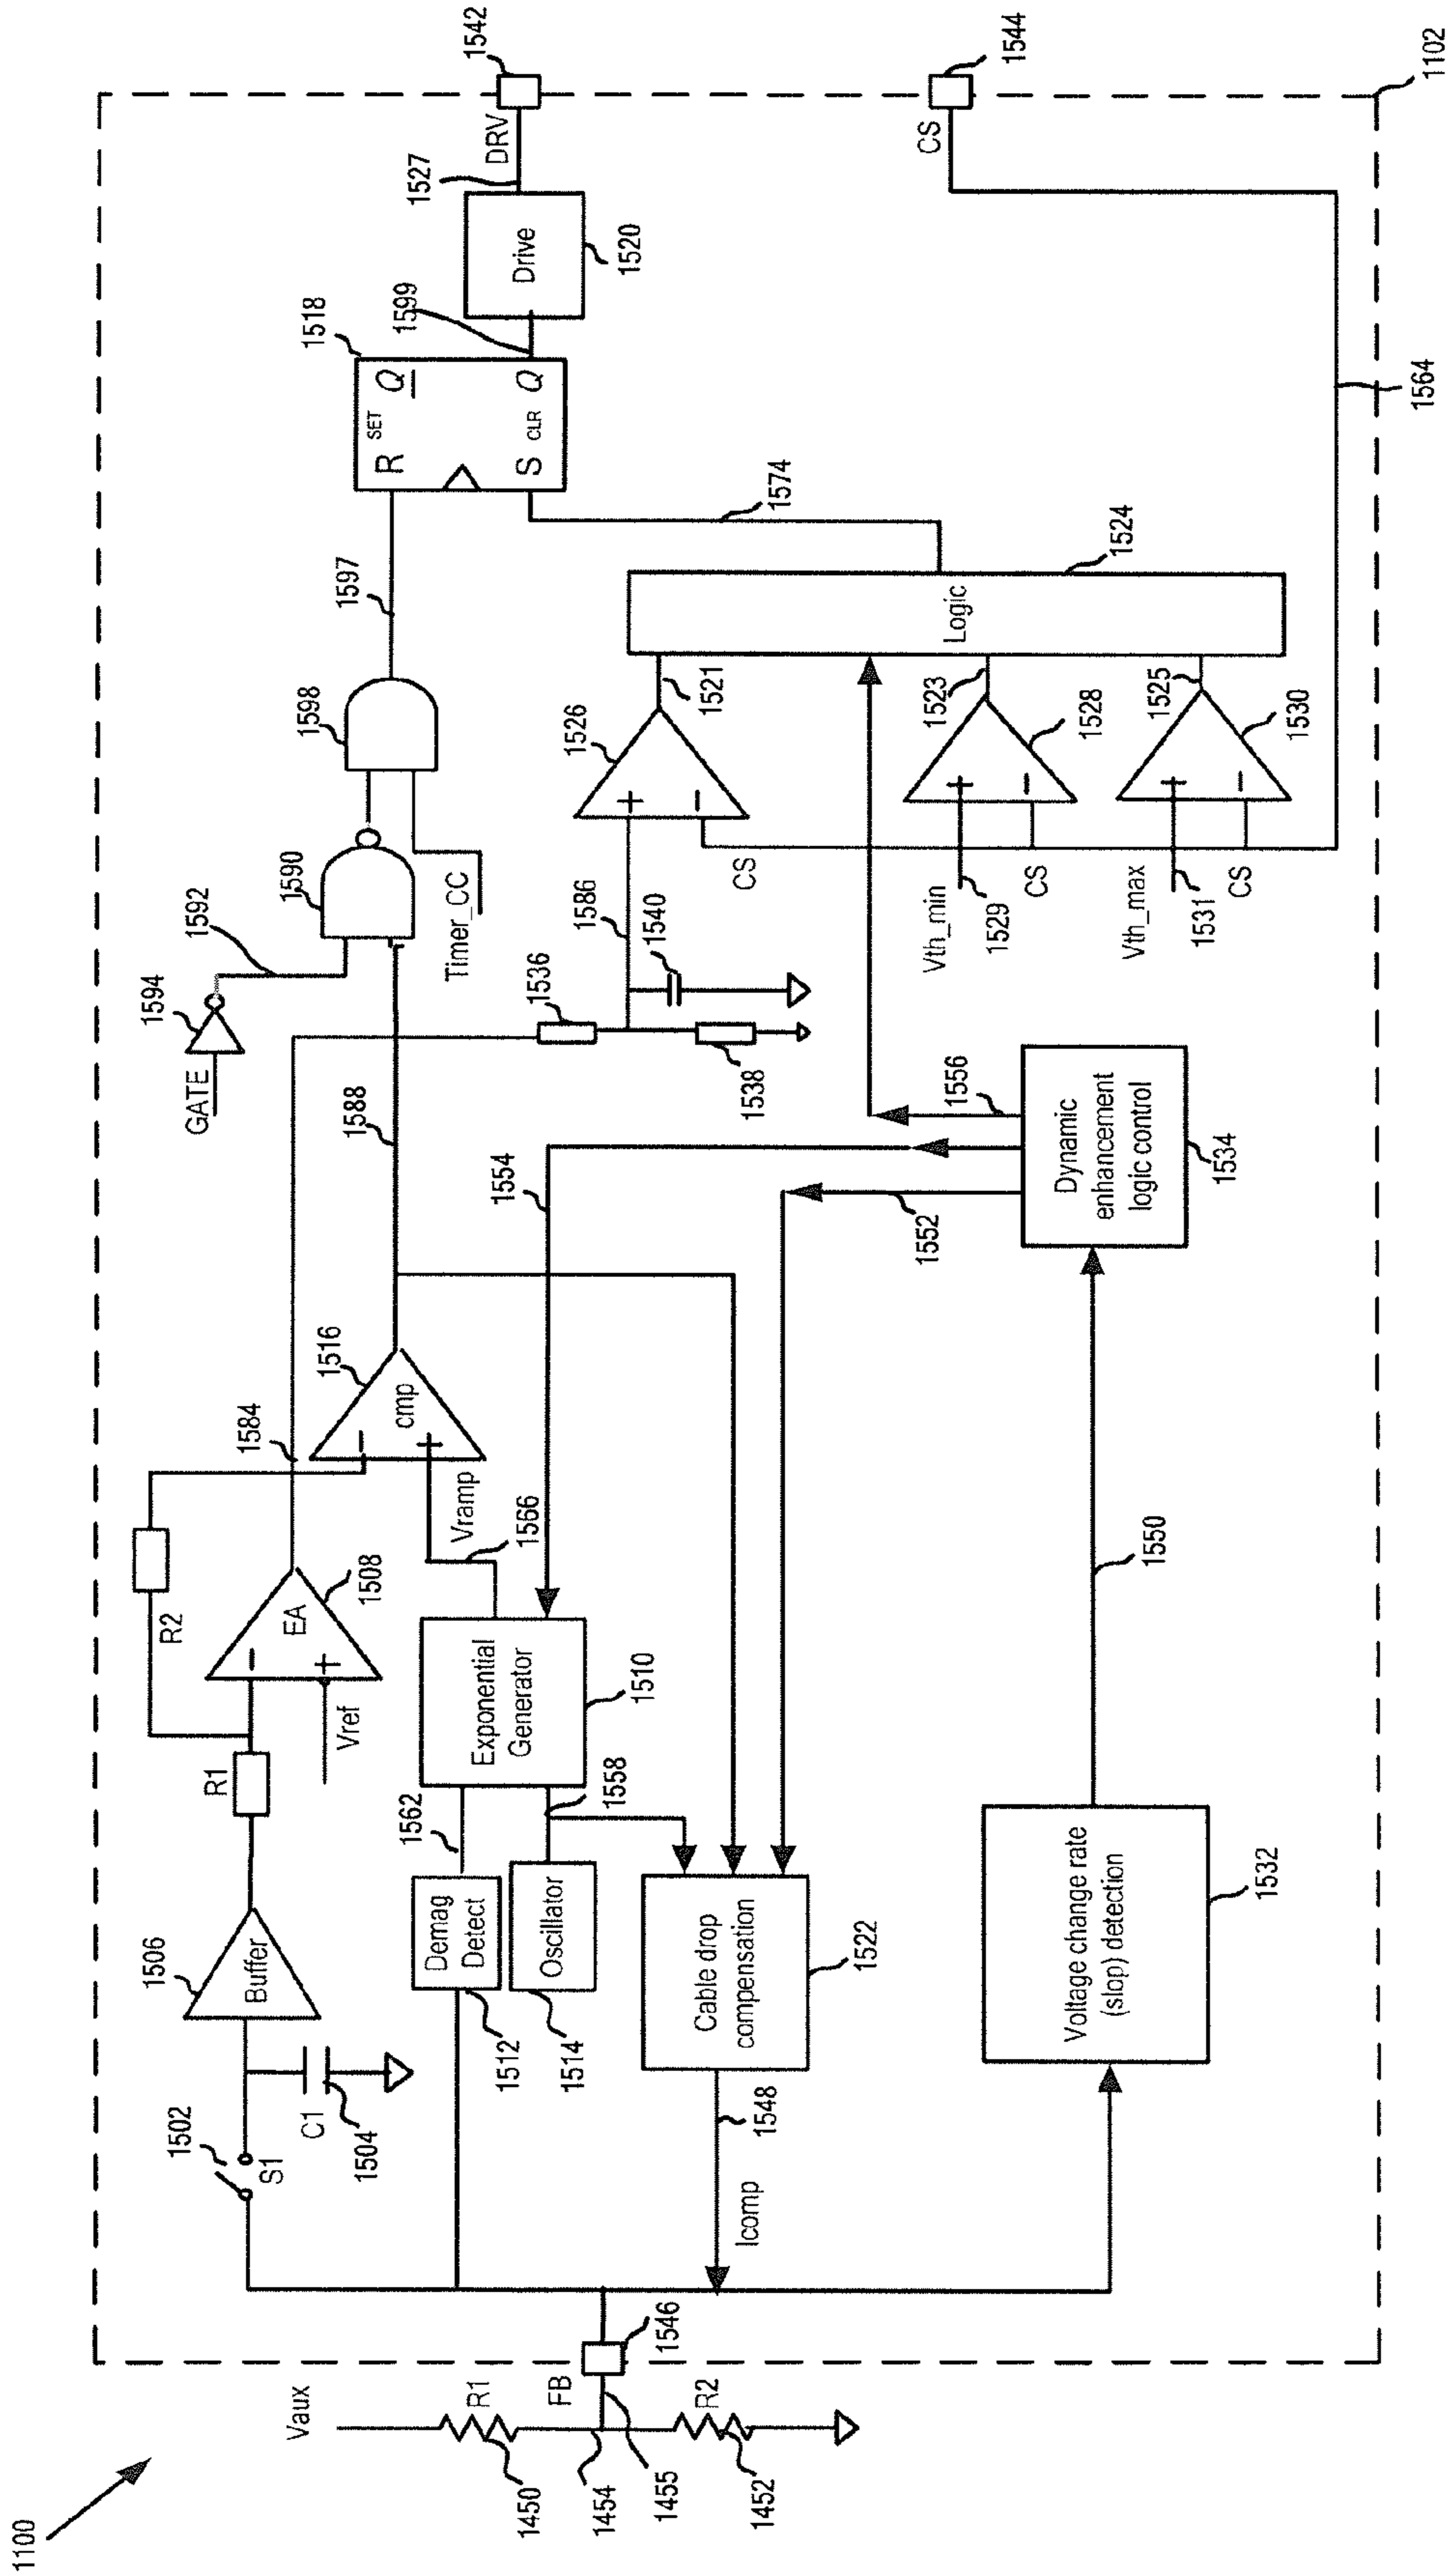 1100
Vaux
R1
1450
FB
1454
1455
R2
1452
1546
1502
S1
C1
1504
1506
Buffer
R1
R2
Vref
EA
1508
1584
1516
cmp
Vramp
1566
Demag
Detect
1512
1562
Oscillator
1514
1558
Exponential
Generator
1510
Icomp
1548
Cable drop
compensation
1522
Voltage change rate
(slop) detection
1532
1550
1554
1552
1556
Dynamic
enhancement
logic control
1534
1588
GATE
1594
1592
1590
Timer_CC
1598
1597
1536
1538
1540
1586
1526
CS
1521
Vth_min
1529
CS
1523
1528
Vth_max
1531
CS
1525
1530
Logic
1524
1574
R
SET
Q
S
CLR
Q
1518
1599
Drive
1520
1527
DRV
1542
CS
1544
1564
1102